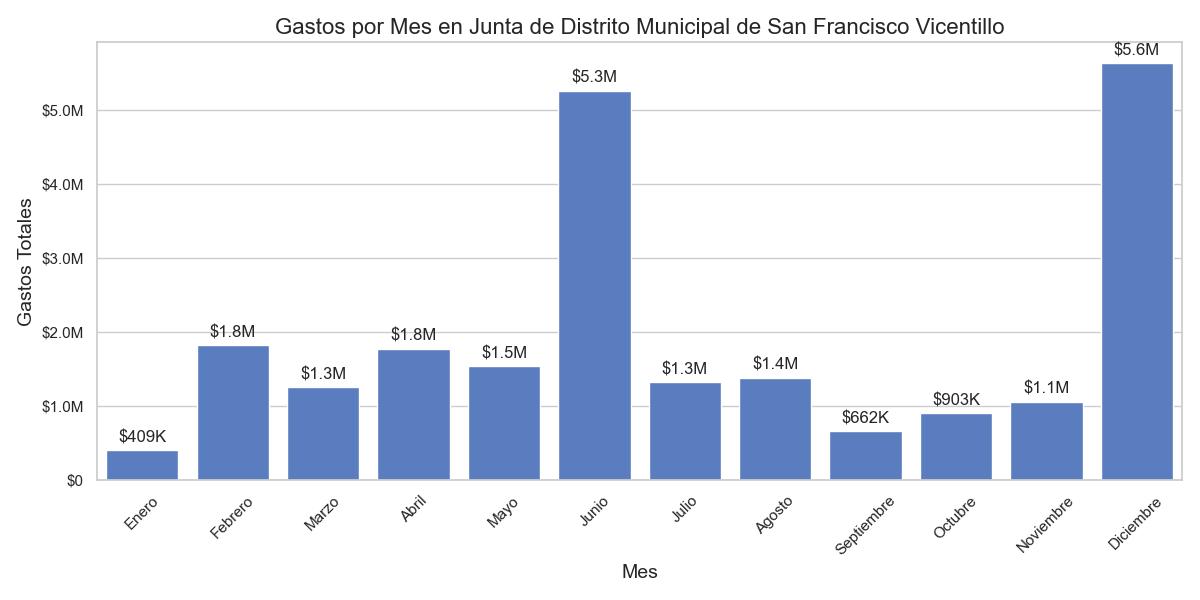 Gastos por Mes en Junta de Distrito Municipal de San Francisco Vicentillo
Gastos Totales
$5.0M
$4.0M
$3.0M
$2.0M
$1.0M
$0
$409K
$1.8M
$1.3M
$1.8M
$1.5M
$5.3M
$1.3M
$1.4M
$662K
$903K
$1.1M
$5.6M
Enero
Febrero
Marzo
Abril
Mayo
Junio
Julio
Agosto
Septiembre
Octubre
Noviembre
Diciembre
Mes